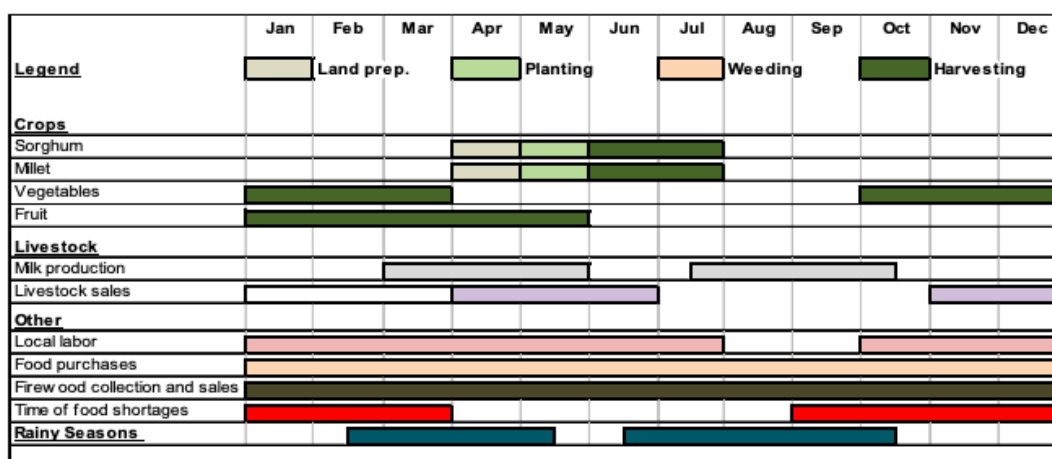 Jan Feb Mar Apr May Jun Jul Aug Sep Oct Nov Dec
Legend Land prep. Planting Weeding Harvesting
Crops
Sorghum
Millet
Vegetables
Fruit
Livestock
Milk production
Livestock sales
Other
Local labor
Food purchases
Firewood collection and sales
Time of food shortages
Rainy Seasons